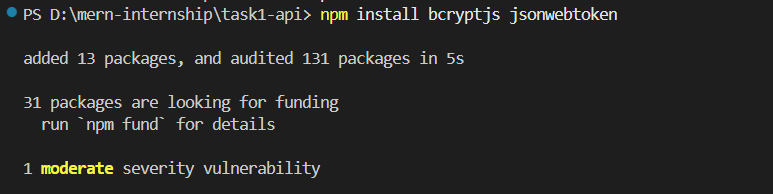 PS D:\mern-internship\task1-api> npm install bcryptjs jsonwebtoken
added 13 packages, and audited 131 packages in 5s
31 packages are looking for funding
  run `npm fund` for details
1 moderate severity vulnerability